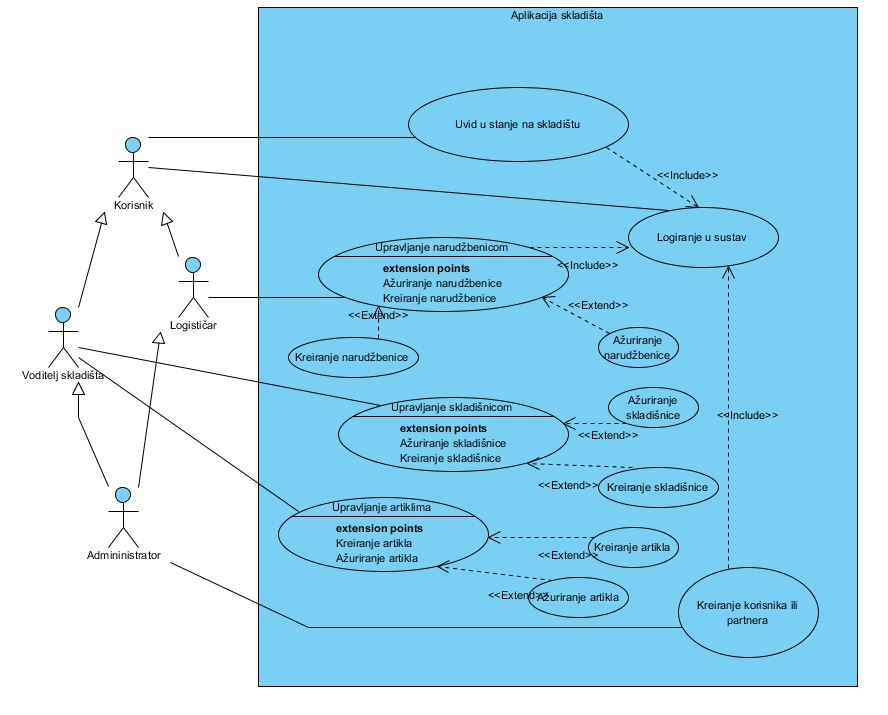 Aplikacija skladišta
Uvid u stanje na skladištu
<<Include>>
Korisnik
Logiranje u sustav
Upravljanje narudžbenicom
extension points
Ažuriranje narudžbenice
Kreiranje narudžbenice
<<Include>>
<<Extend>>
<<Extend>>
Logističar
Kreiranje narudžbenice
Ažuriranje
narudžbenice
Voditelj skladišta
Upravljanje skladišnicom
extension points
Ažuriranje skladišnice
Kreiranje skladišnice
Ažuriranje
skladišnice
<<Extend>>
<<Include>>
<<Extend>>
Kreiranje skladišnice
Upravljanje artiklima
extension points
Kreiranje artikla
Ažuriranje artikla
<<Extend>>
Kreiranje artikla
<<Extend>>
Ažuriranje artikla
Admininistrator
Kreiranje korisnika ili
partnera